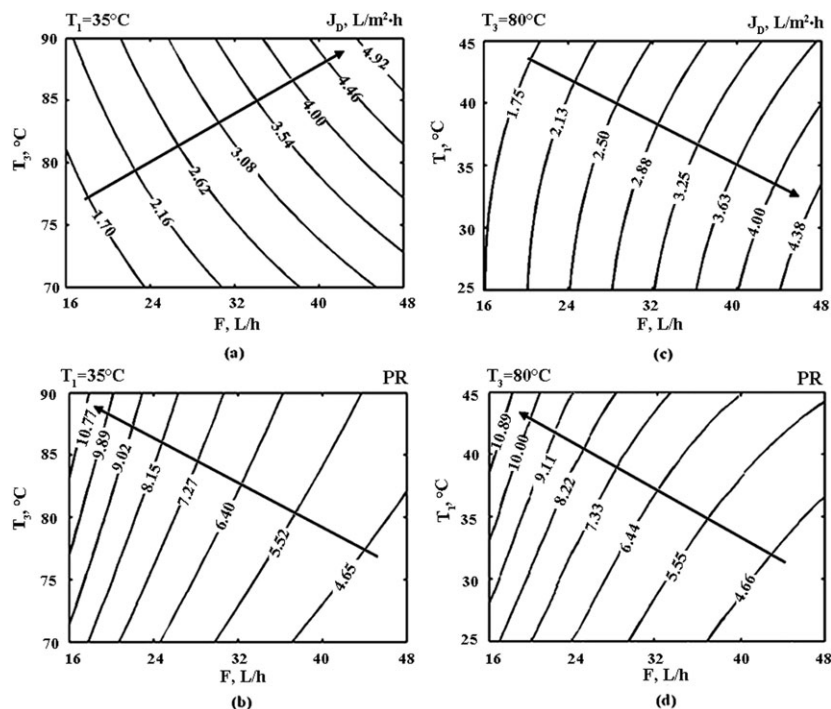 T₁=35°C J_D, L/m²·h
90
85
80
75
70
T₃, °C
1.70
2.16
2.62
3.08
3.54
4.00
4.46
4.92
16 24 32 40 48
F, L/h
(a)
T₃=80°C J_D, L/m²·h
45
40
35
30
25
T₁, °C
1.75
2.13
2.50
2.88
3.25
3.63
4.00
4.38
16 24 32 40 48
F, L/h
(c)
T₁=35°C PR
90
85
80
75
70
T₃, °C
10.77
9.89
9.02
8.15
7.27
6.40
5.52
4.65
16 24 32 40 48
F, L/h
(b)
T₃=80°C PR
45
40
35
30
25
T₁, °C
10.89
10.00
9.11
8.22
7.33
6.44
5.55
4.66
16 24 32 40 48
F, L/h
(d)